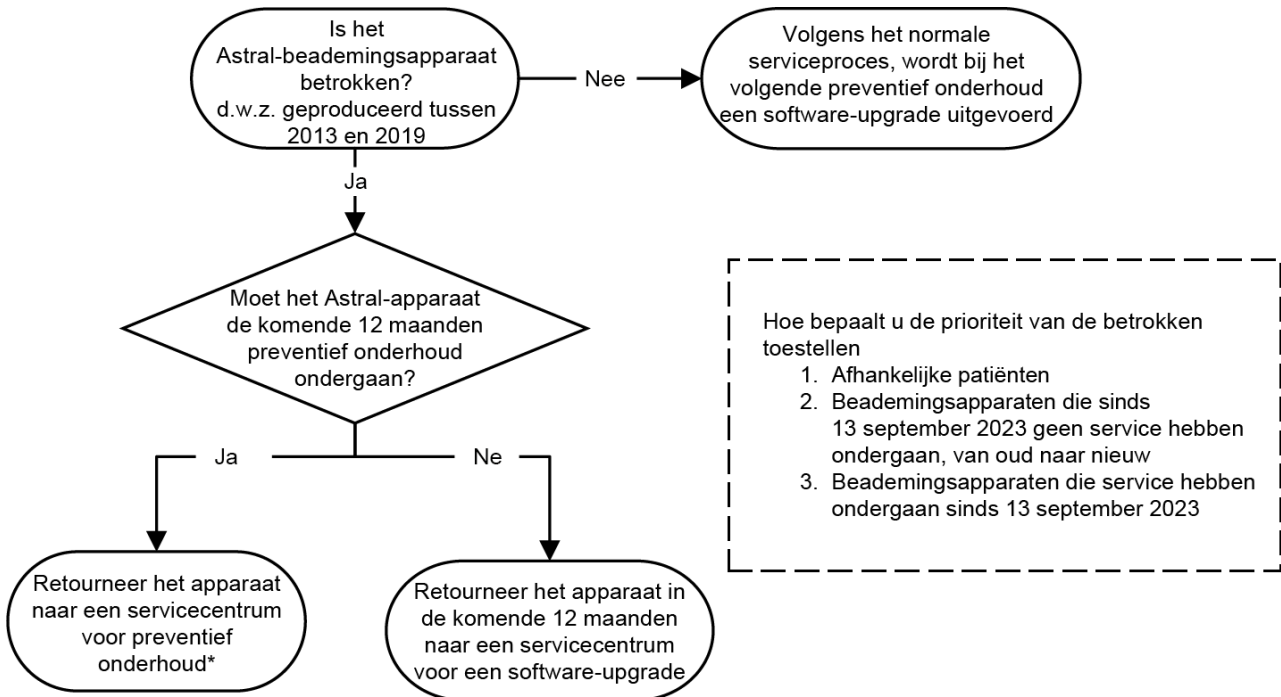 Is het
Astral-beademingsapparaat
betrokken?
d.w.z. geproduceerd tussen
2013 en 2019
Nee
Volgens het normale
serviceproces, wordt bij het
volgende preventief onderhoud
een software-upgrade uitgevoerd
Ja
Moet het Astral-apparaat
de komende 12 maanden
preventief onderhoud
ondergaan?
Ja
Ne
Retourneer het apparaat
naar een servicecentrum
voor preventief
onderhoud*
Retourneer het apparaat in
de komende 12 maanden
naar een servicecentrum
voor een software-upgrade
Hoe bepaalt u de prioriteit van de betrokken
toestellen
1. Afhankelijke patiënten
2. Beademingsapparaten die sinds
13 september 2023 geen service hebben
ondergaan, van oud naar nieuw
3. Beademingsapparaten die service hebben
ondergaan sinds 13 september 2023